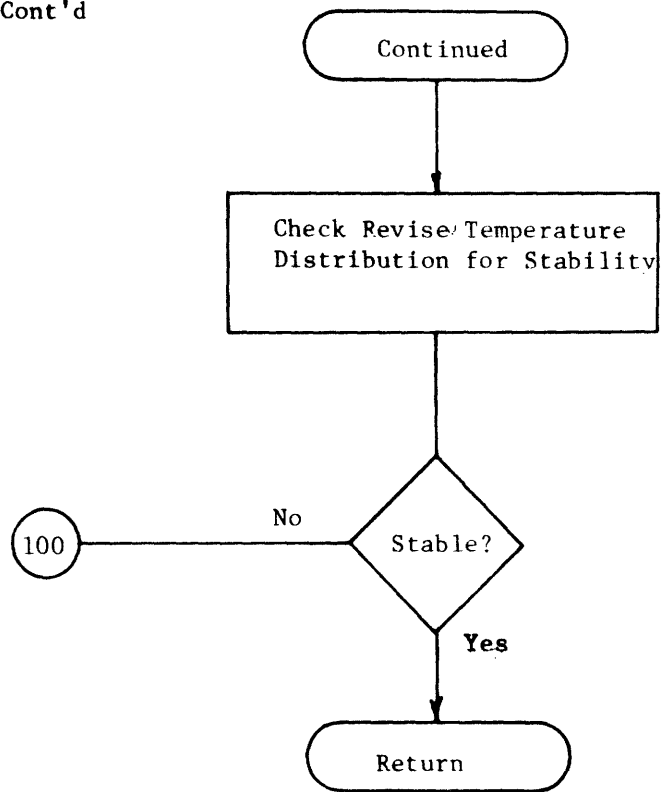 Cont'd
Continued
Check Revise Temperature
Distribution for Stability
No
100
Stable?
Yes
Return